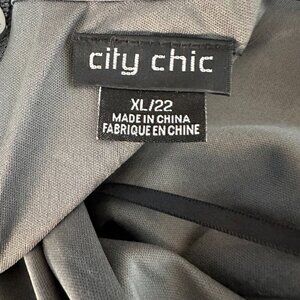 city chic
XL/22
MADE IN CHINA
FABRIQUE EN CHINE